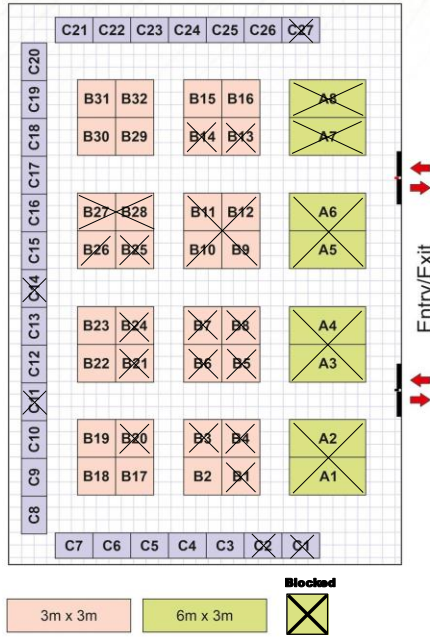 C21 C22 C23 C24 C25 C26 C27
C20
C19
C18
C17
C16
C15
C14
C13
C12
C11
C10
C9
C8
B31 B32 B15 B16 A8
B30 B29 B14 B13 A7
B27 B28 B11 B12 A6
B26 B25 B10 B9 A5
B23 B24 B7 B8 A4
B22 B21 B6 B5 A3
B19 B20 B3 B4 A2
B18 B17 B2 B1 A1
C7 C6 C5 C4 C3 C2 C1
Entry/Exit
Blocked
3m x 3m 6m x 3m